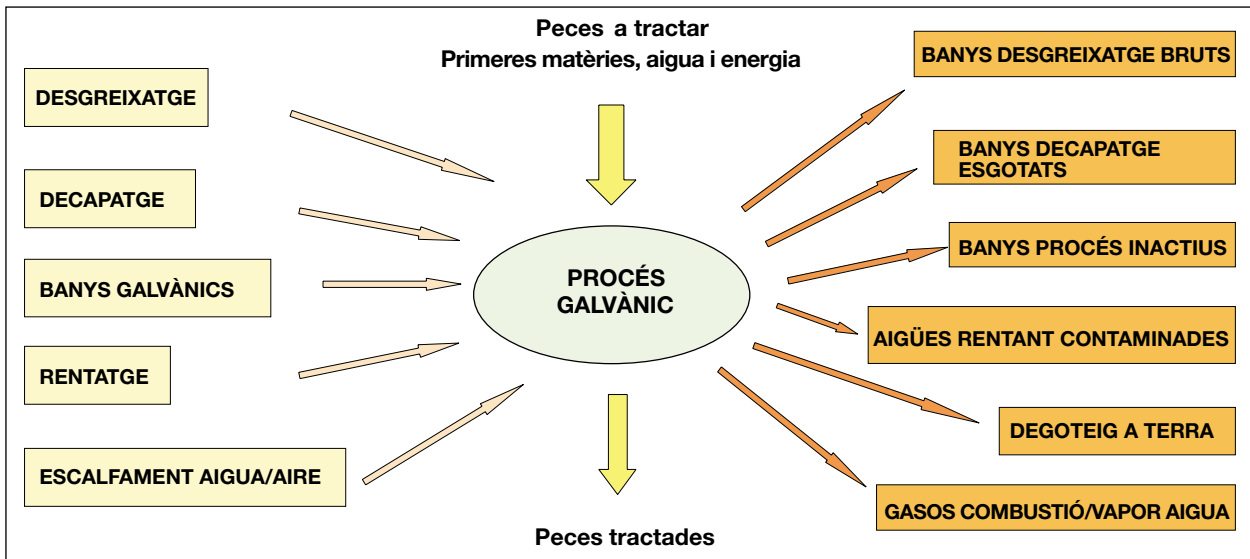 Peces a tractar
Primeres matèries, aigua i energia
DESGREIXATGE
DECAPATGE
BANYS GALVÀNICS
RENTATGE
ESCALFAMENT AIGUA/AIRE
PROCÉS
GALVÀNIC
Peces tractades
BANYS DESGREIXATGE BRUTS
BANYS DECAPATGE
ESGOTATS
BANYS PROCÉS INACTIUS
AIGÜES RENTANT CONTAMINADES
DEGOTEIG A TERRA
GASOS COMBUSTIÓ/VAPOR AIGUA